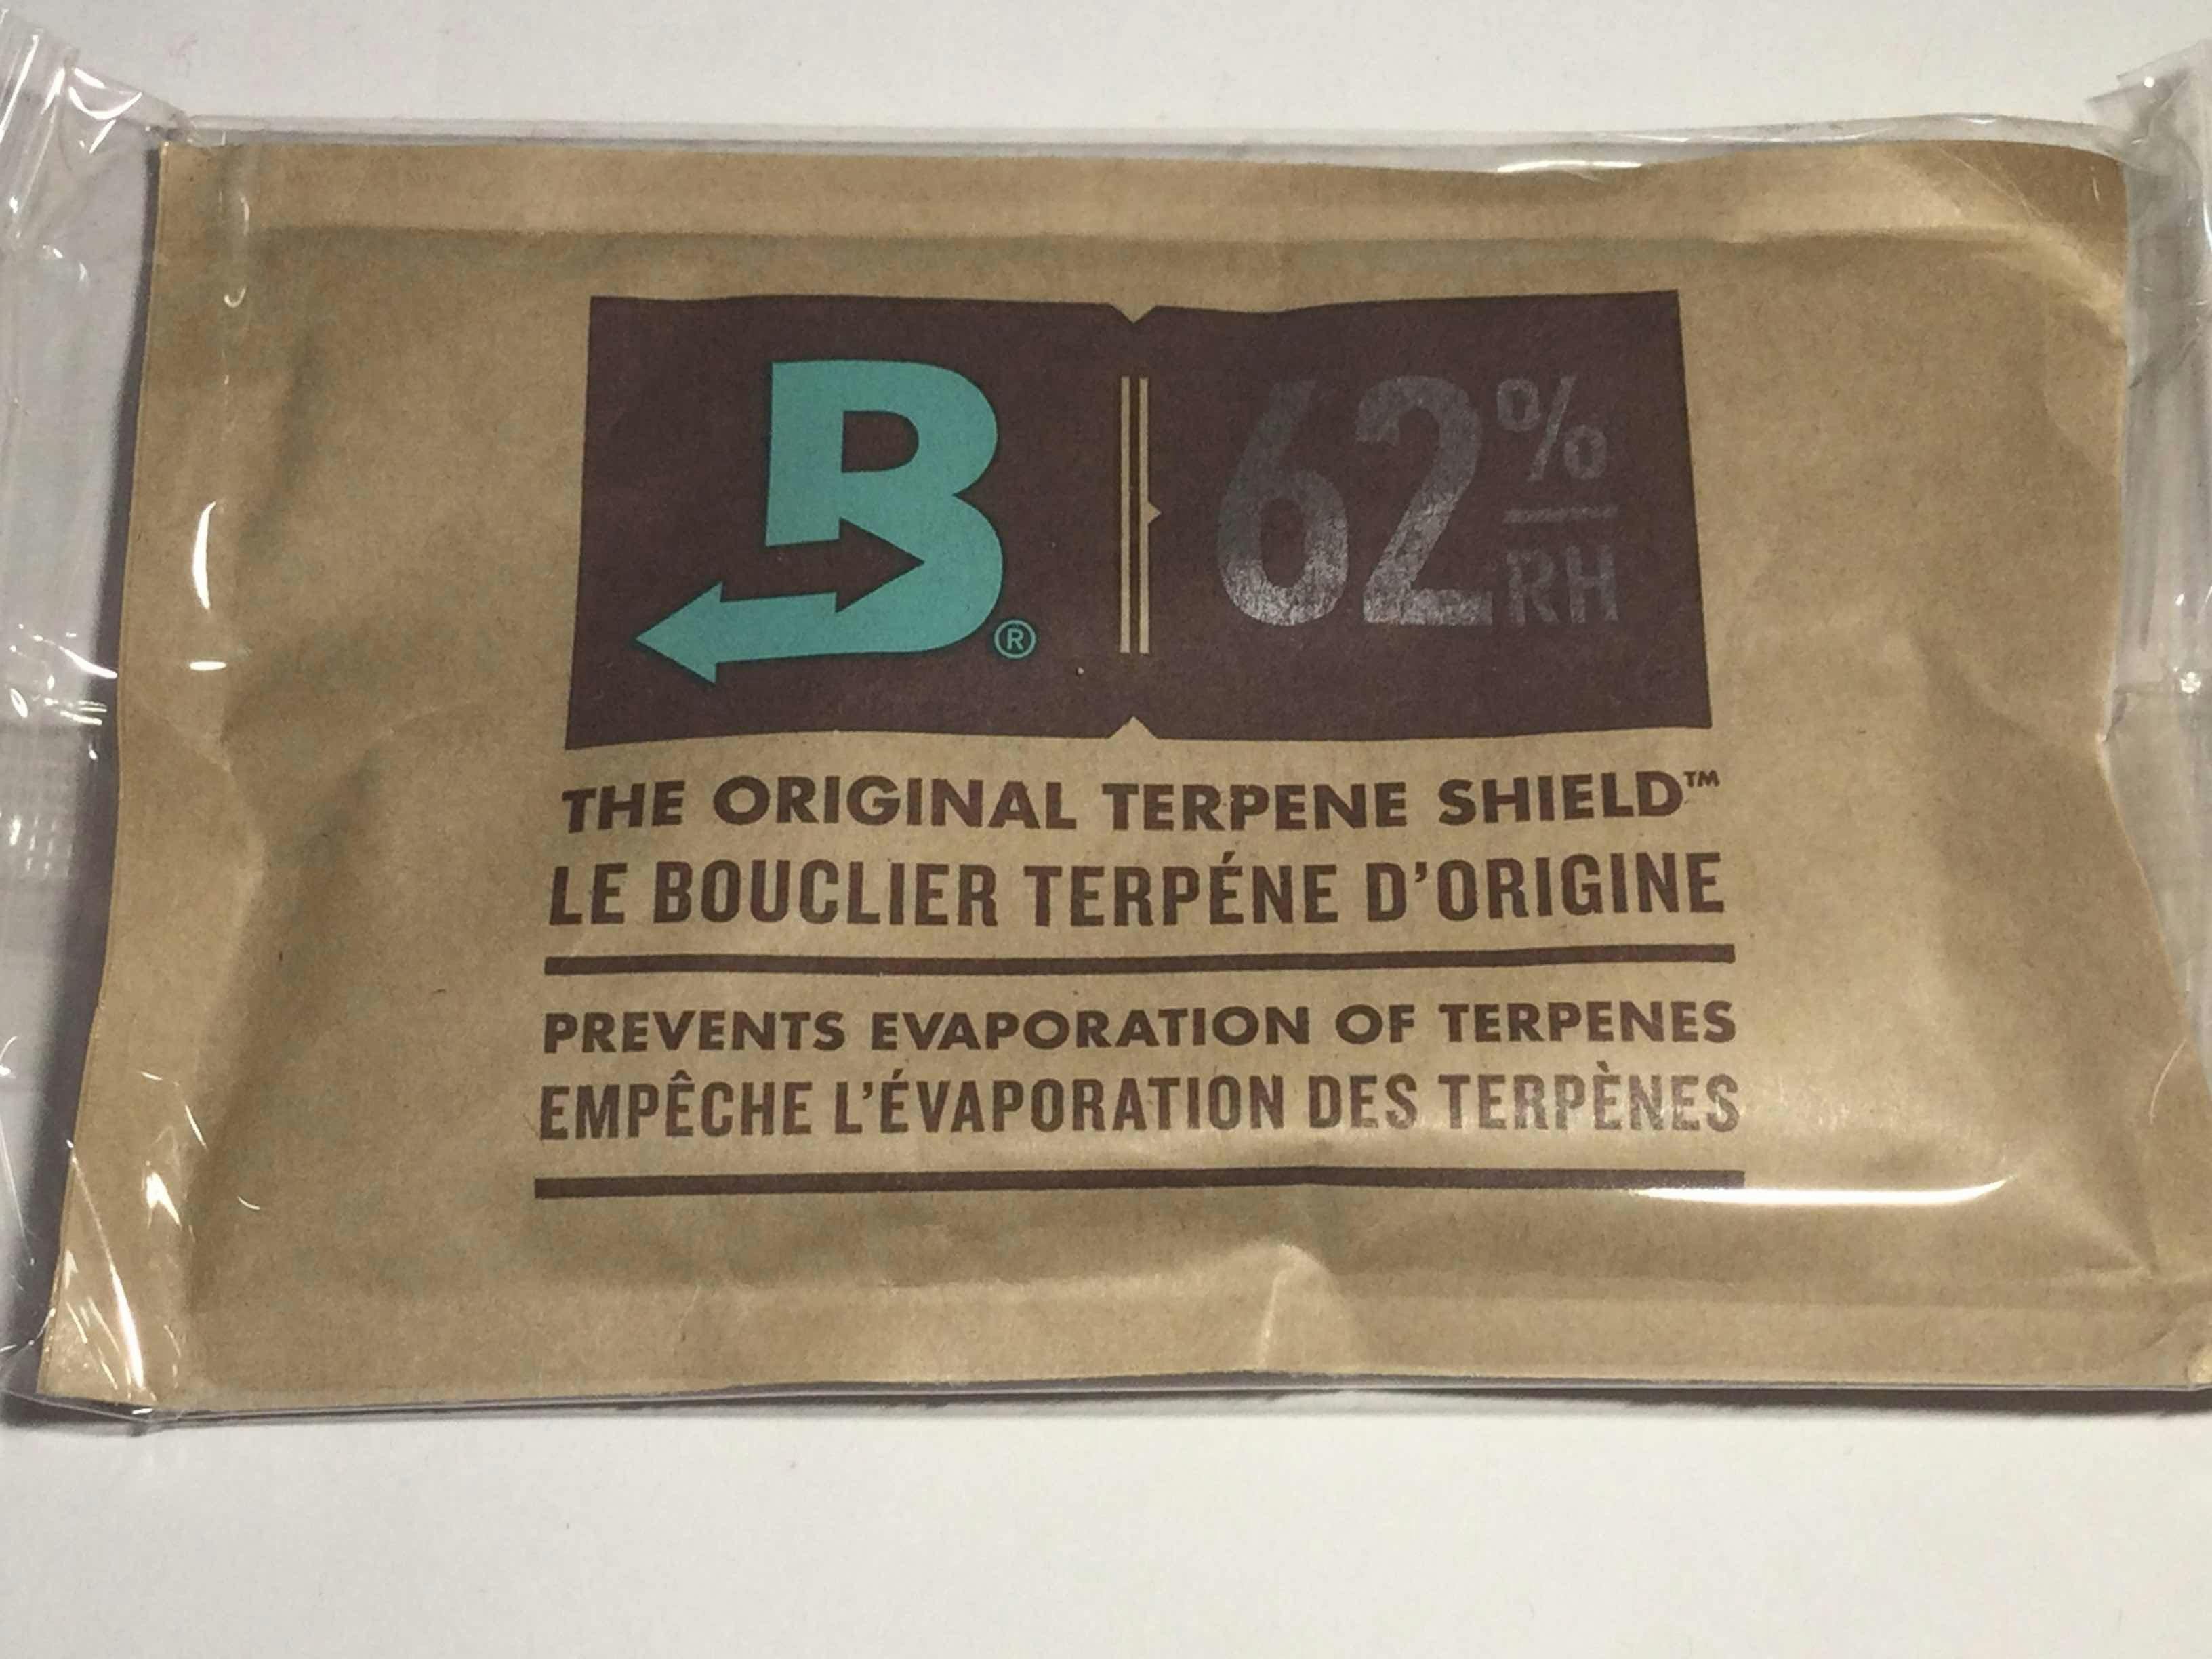 B®
62%
RH
THE ORIGINAL TERPENE SHIELD™
LE BOUCLIER TERPÉNE D'ORIGINE
PREVENTS EVAPORATION OF TERPENES
EMPÊCHE L'ÉVAPORATION DES TERPÈNES